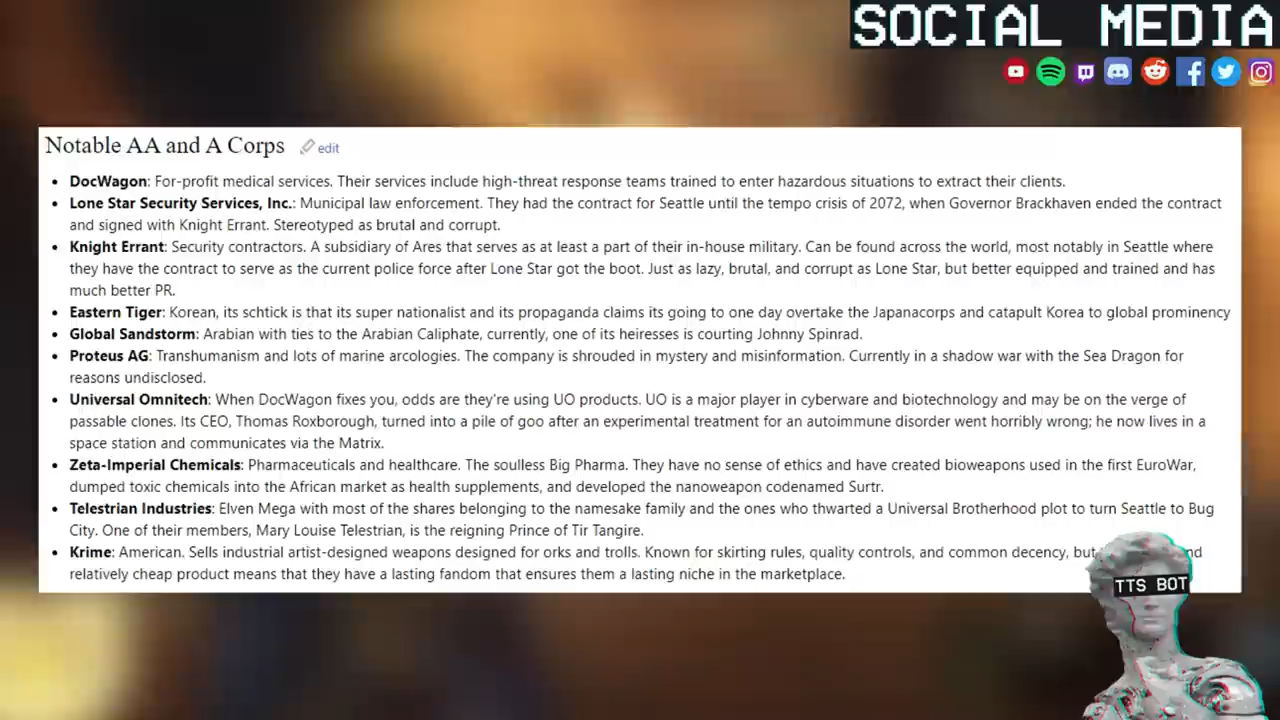 SOCIAL MEDIA
Notable AA and A Corps edit
DocWagon: For-profit medical services. Their services include high-threat response teams trained to enter hazardous situations to extract their clients.
Lone Star Security Services, Inc.: Municipal law enforcement. They had the contract for Seattle until the tempo crisis of 2072, when Governor Brackhaven ended the contract
and signed with Knight Errant. Stereotyped as brutal and corrupt.
Knight Errant: Security contractors. A subsidiary of Ares that serves as at least a part of their in-house military. Can be found across the world, most notably in Seattle where
they have the contract to serve as the current police force after Lone Star got the boot. Just as lazy, brutal, and corrupt as Lone Star, but better equipped and trained and has
much better PR.
Eastern Tiger: Korean, its schtick is that its super nationalist and its propaganda claims its going to one day overtake the Japanacorps and catapult Korea to global prominency
Global Sandstorm: Arabian with ties to the Arabian Caliphate, currently, one of its heiresses is courting Johnny Spinrad.
Proteus AG: Transhumanism and lots of marine arcologies. The company is shrouded in mystery and misinformation. Currently in a shadow war with the Sea Dragon for
reasons undisclosed.
Universal Omnitech: When DocWagon fixes you, odds are they're using UO products. UO is a major player in cyberware and biotechnology and may be on the verge of
passable clones. Its CEO, Thomas Roxborough, turned into a pile of goo after an experimental treatment for an autoimmune disorder went horribly wrong; he now lives in a
space station and communicates via the Matrix.
Zeta-Imperial Chemicals: Pharmaceuticals and healthcare. The soulless Big Pharma. They have no sense of ethics and have created bioweapons used in the first EuroWar,
dumped toxic chemicals into the African market as health supplements, and developed the nanoweapon codenamed Surtr.
Telestrian Industries: Elven Mega with most of the shares belonging to the namesake family and the ones who thwarted a Universal Brotherhood plot to turn Seattle to Bug
City. One of their members, Mary Louise Telestrian, is the reigning Prince of Tir Tangire.
Krime: American. Sells industrial artist-designed weapons designed for orks and trolls. Known for skirting rules, quality controls, and common decency, but
relatively cheap product means that they have a lasting fandom that ensures them a lasting niche in the marketplace.
TTS BOT